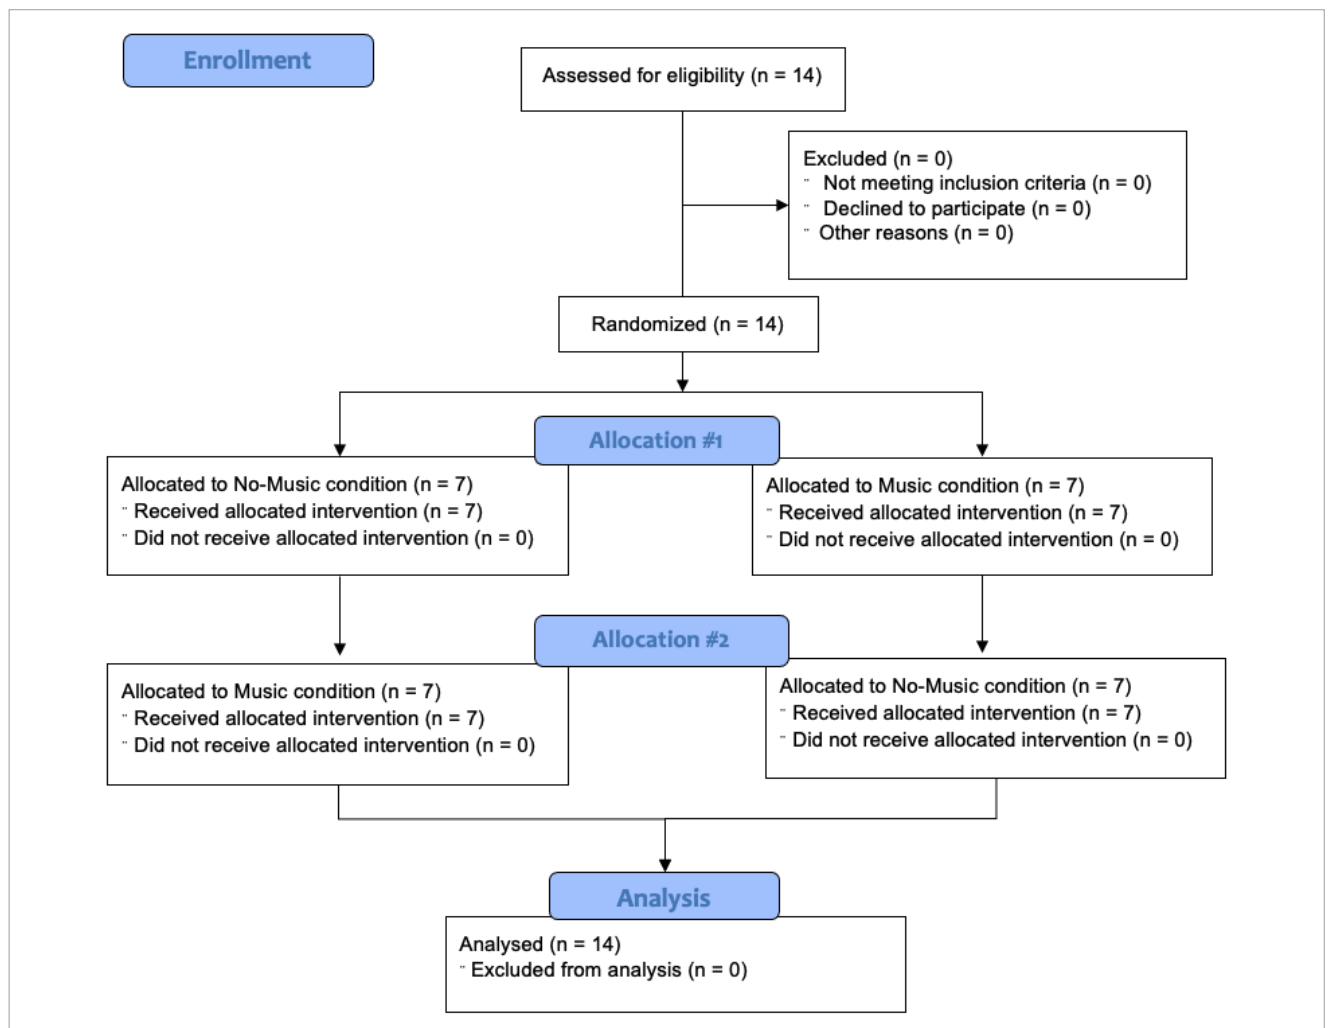 Enrollment
Assessed for eligibility (n = 14)
Excluded (n = 0)
¨ Not meeting inclusion criteria (n = 0)
¨ Declined to participate (n = 0)
¨ Other reasons (n = 0)
Randomized (n = 14)
Allocation #1
Allocated to No-Music condition (n = 7)
¨ Received allocated intervention (n = 7)
¨ Did not receive allocated intervention (n = 0)
Allocated to Music condition (n = 7)
¨ Received allocated intervention (n = 7)
¨ Did not receive allocated intervention (n = 0)
Allocation #2
Allocated to Music condition (n = 7)
¨ Received allocated intervention (n = 7)
¨ Did not receive allocated intervention (n = 0)
Allocated to No-Music condition (n = 7)
¨ Received allocated intervention (n = 7)
¨ Did not receive allocated intervention (n = 0)
Analysis
Analysed (n = 14)
¨ Excluded from analysis (n = 0)